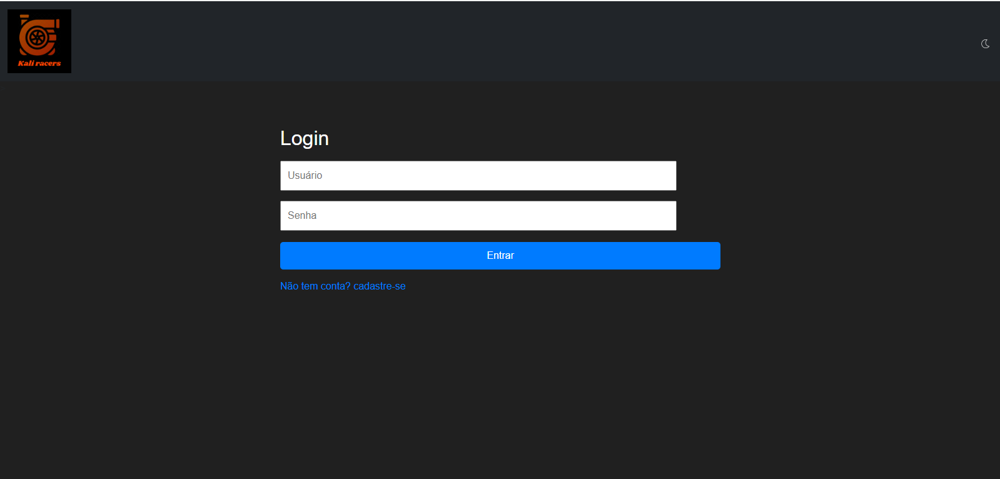 Kali racers
Login
Usuário
Senha
Entrar
Não tem conta? cadastre-se